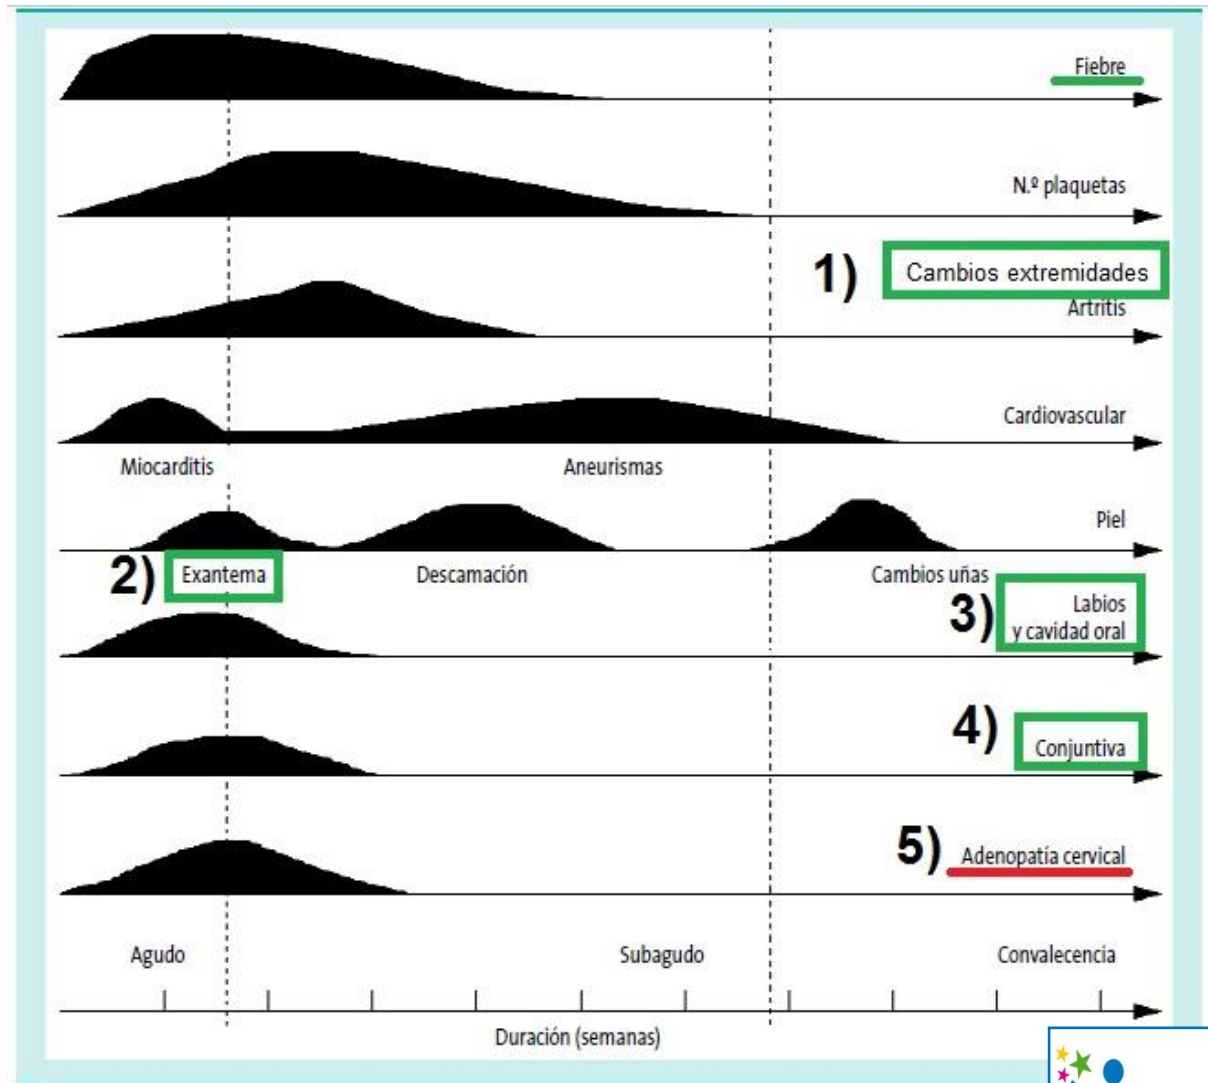 Fiebre
N.º plaquetas
1) Cambios extremidades
Artritis
Cardiovascular
Miocarditis Aneurismas
Piel
2) Exantema Descamación Cambios uñas
3) Labios
y cavidad oral
4) Conjuntiva
5) Adenopatía cervical
Agudo Subagudo Convalecencia
Duración (semanas)